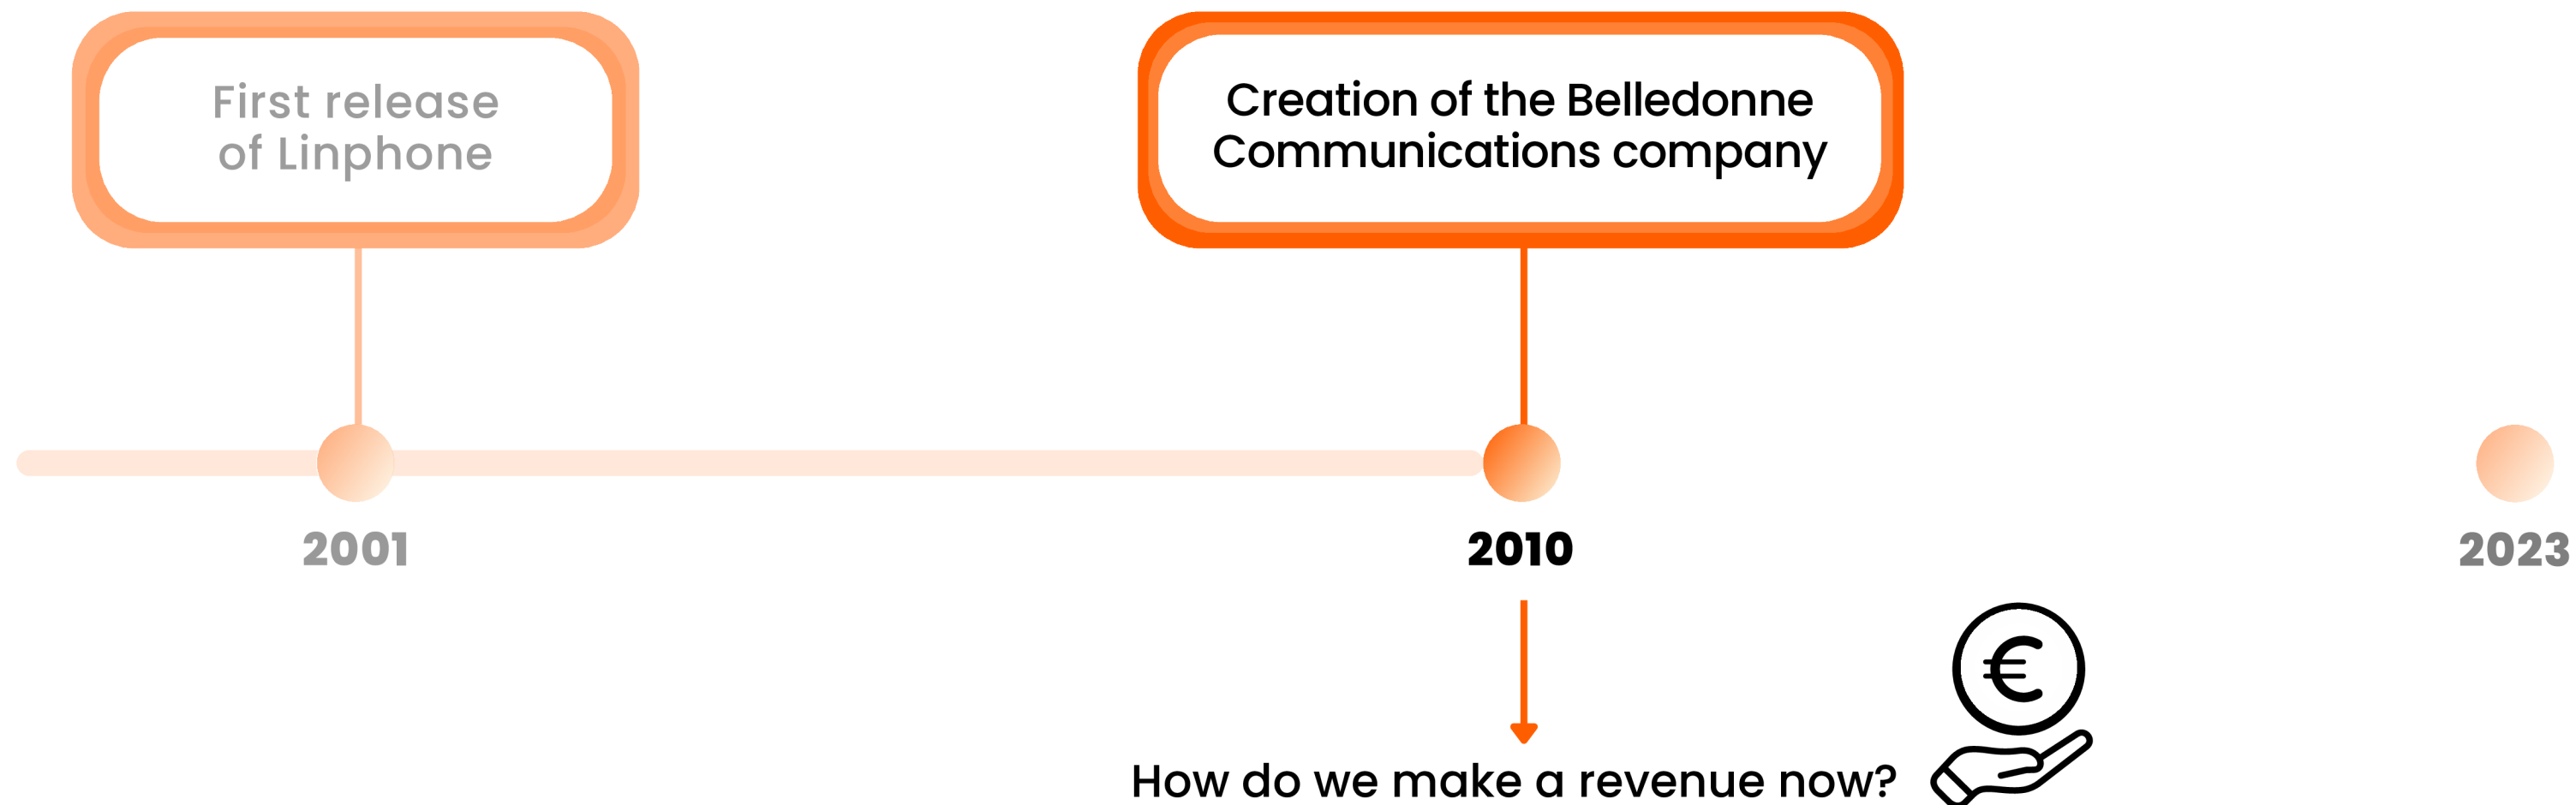 First release
of Linphone
Creation of the Belledonne
Communications company
2001
2010
2023
€
How do we make a revenue now?